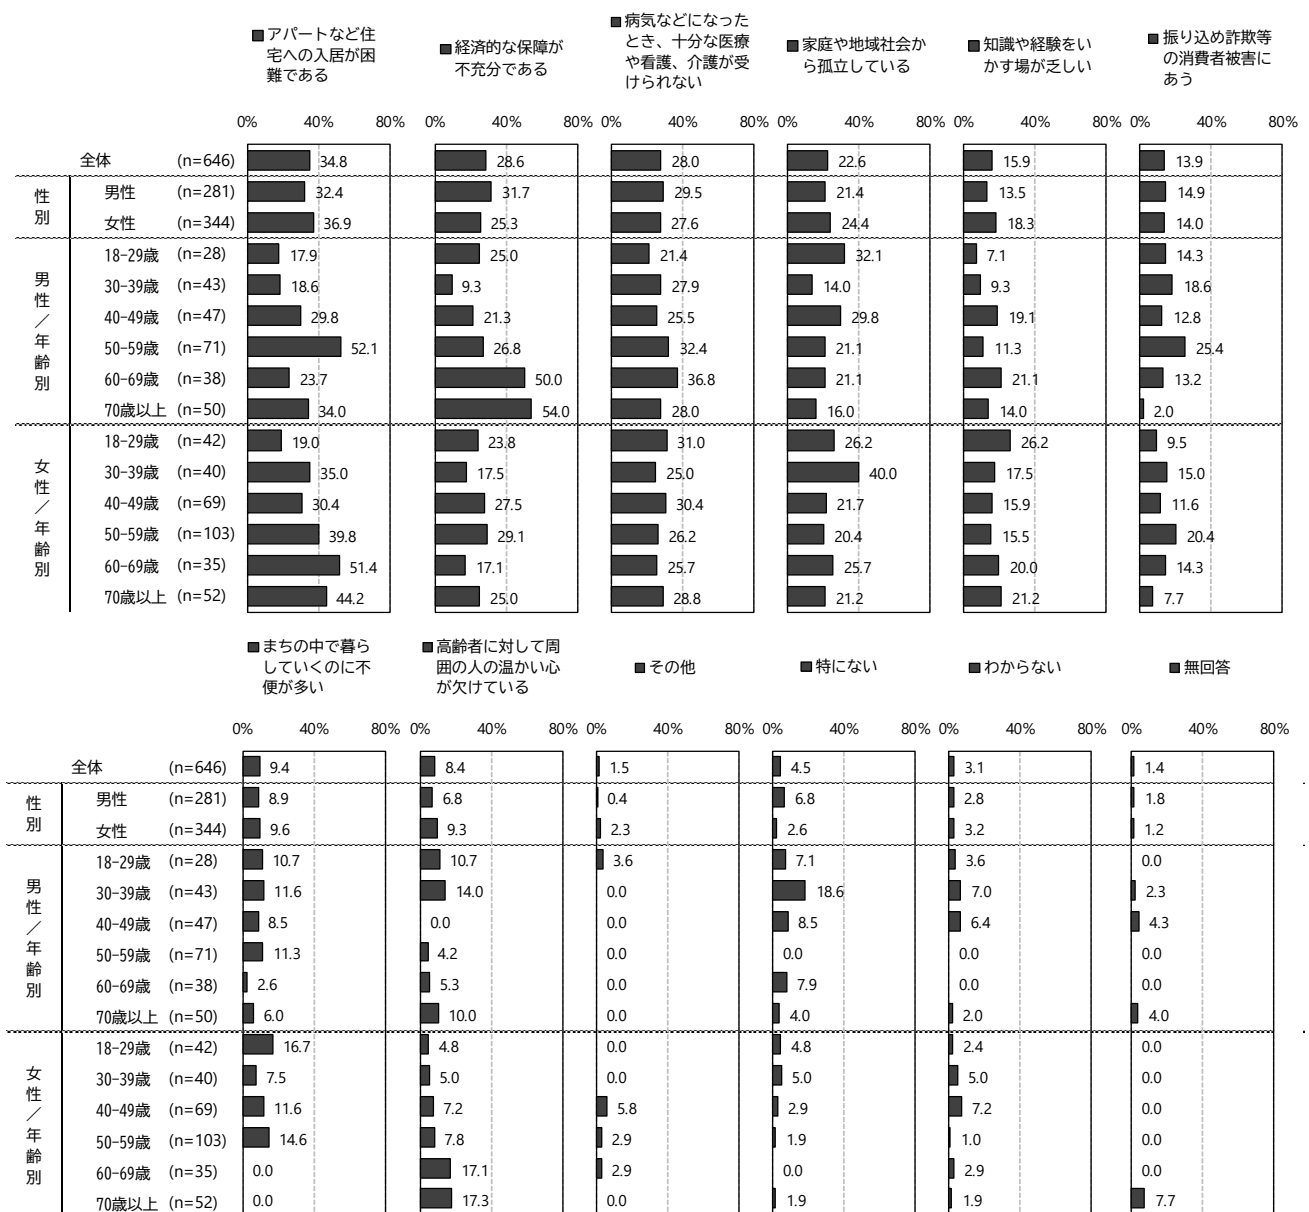 ■アパートなど住
宅への入居が困
難である
■経済的な保障が
不充分である
■病気などになった
とき、十分な医療
や看護、介護が受
けられない
■家庭や地域社会か
ら孤立している
■知識や経験をい
かす場が乏しい
■振り込め詐欺等
の消費者被害に
あう
0% 40% 80% 0% 40% 80% 0% 40% 80% 0% 40% 80% 0% 40% 80% 0% 40% 80%
全体 (n=646) 34.8 28.6 28.0 22.6 15.9 13.9
性別
男性 (n=281) 32.4 31.7 29.5 21.4 13.5 14.9
女性 (n=344) 36.9 25.3 27.6 24.4 18.3 14.0
男性／年齢別
18-29歳 (n=28) 17.9 25.0 21.4 32.1 7.1 14.3
30-39歳 (n=43) 18.6 9.3 27.9 14.0 9.3 18.6
40-49歳 (n=47) 29.8 21.3 25.5 29.8 19.1 12.8
50-59歳 (n=71) 52.1 26.8 32.4 21.1 11.3 25.4
60-69歳 (n=38) 23.7 50.0 36.8 21.1 21.1 13.2
70歳以上 (n=50) 34.0 54.0 28.0 16.0 14.0 2.0
女性／年齢別
18-29歳 (n=42) 19.0 23.8 31.0 26.2 26.2 9.5
30-39歳 (n=40) 35.0 17.5 25.0 40.0 17.5 15.0
40-49歳 (n=69) 30.4 27.5 30.4 21.7 15.9 11.6
50-59歳 (n=103) 39.8 29.1 26.2 20.4 15.5 20.4
60-69歳 (n=35) 51.4 17.1 25.7 25.7 20.0 14.3
70歳以上 (n=52) 44.2 25.0 28.8 21.2 21.2 7.7
■まちの中で暮ら
していくのに不
便が多い
■高齢者に対して周
囲の人の温かい心
が欠けている
■その他
■特にない
■わからない
■無回答
0% 40% 80% 0% 40% 80% 0% 40% 80% 0% 40% 80% 0% 40% 80% 0% 40% 80%
全体 (n=646) 9.4 8.4 1.5 4.5 3.1 1.4
性別
男性 (n=281) 8.9 6.8 0.4 6.8 2.8 1.8
女性 (n=344) 9.6 9.3 2.3 2.6 3.2 1.2
男性／年齢別
18-29歳 (n=28) 10.7 10.7 3.6 7.1 3.6 0.0
30-39歳 (n=43) 11.6 14.0 0.0 18.6 7.0 2.3
40-49歳 (n=47) 8.5 0.0 0.0 8.5 6.4 4.3
50-59歳 (n=71) 11.3 4.2 0.0 0.0 0.0 0.0
60-69歳 (n=38) 2.6 5.3 0.0 7.9 0.0 0.0
70歳以上 (n=50) 6.0 10.0 0.0 4.0 2.0 4.0
女性／年齢別
18-29歳 (n=42) 16.7 4.8 0.0 4.8 2.4 0.0
30-39歳 (n=40) 7.5 5.0 0.0 5.0 5.0 0.0
40-49歳 (n=69) 11.6 7.2 5.8 2.9 7.2 0.0
50-59歳 (n=103) 14.6 7.8 2.9 1.9 1.0 0.0
60-69歳 (n=35) 0.0 17.1 2.9 0.0 2.9 0.0
70歳以上 (n=52) 0.0 17.3 0.0 1.9 1.9 7.7